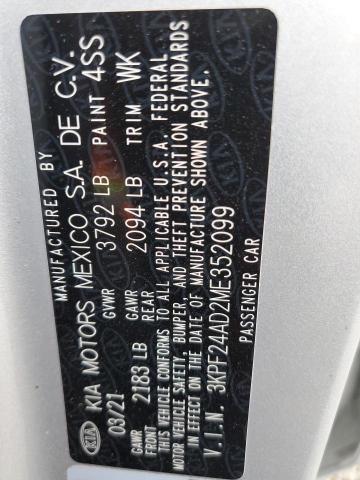 MANUFACTURED BY
KIA KIA MOTORS MEXICO S.A. DE C.V.
03/21 GVWR 3792 LB PAINT 4SS
GAWR FRONT 2183 LB GAWR REAR 2094 LB TRIM WK
THIS VEHICLE CONFORMS TO ALL APPLICABLE U.S.A. FEDERAL
MOTOR VEHICLE SAFETY, BUMPER, AND THEFT PREVENTION STANDARDS
IN EFFECT ON THE DATE OF MANUFACTURE SHOWN ABOVE.
V.I.N. 3KPF24AD2ME352099
PASSENGER CAR